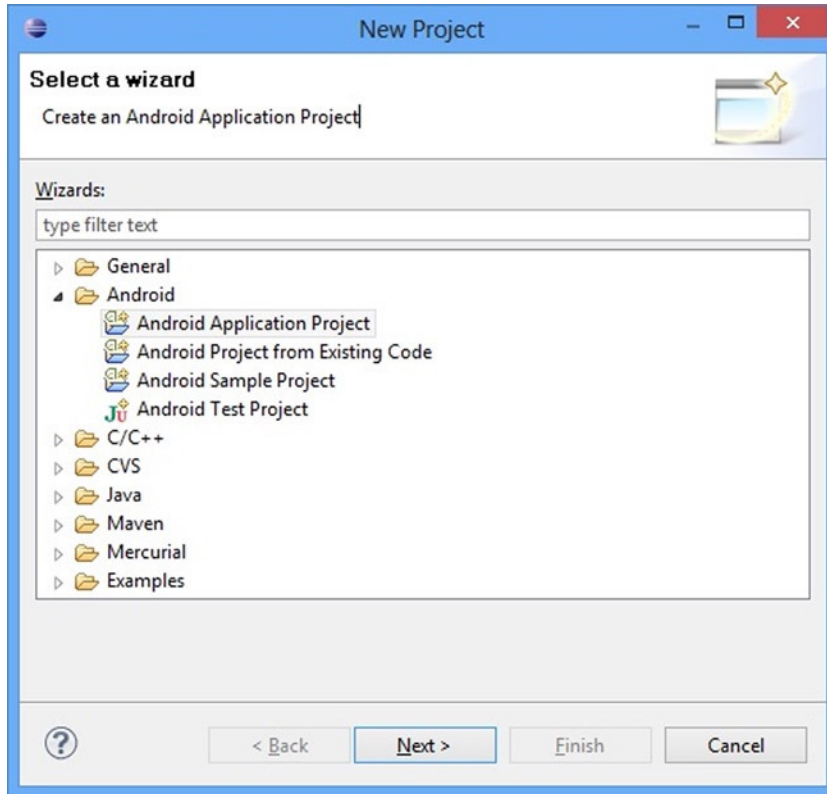 New Project
Select a wizard
Create an Android Application Project
Wizards:
type filter text
General
Android
Android Application Project
Android Project from Existing Code
Android Sample Project
Android Test Project
C/C++
CVS
Java
Maven
Mercurial
Examples
< Back Next > Finish Cancel